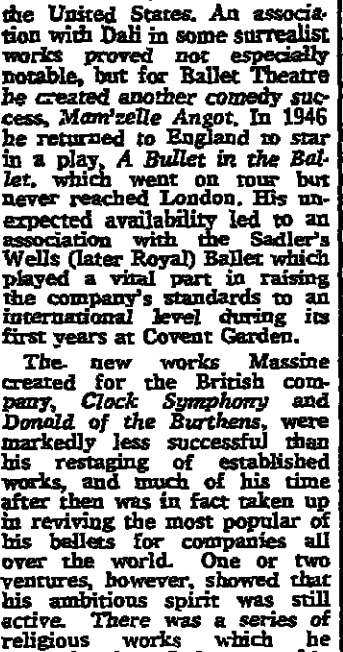 the United States. An associa-
tion with Dali in some surrealist
works proved not especially
notable, but for Ballet Theatre
he created another comedy suc-
cess, Mam'zelle Angot. In 1946
he returned to England to star
in a play, A Bullet in the Bal-
let, which went on tour but
never reached London. His un-
expected availability led to an
association with the Sadler's
Wells (later Royal) Ballet which
played a vital part in raising
the company's standards to an
international level during its
first years at Covent Garden.
The new works Massine
created for the British com-
pany, Clock Symphony and
Donald of the Burthens, were
markedly less successful than
his restaging of established
works, and much of his time
after then was in fact taken up
in reviving the most popular of
his ballets for companies all
over the world. One or two
ventures, however, showed that
his ambitious spirit was still
active. There was a series of
religious works which he